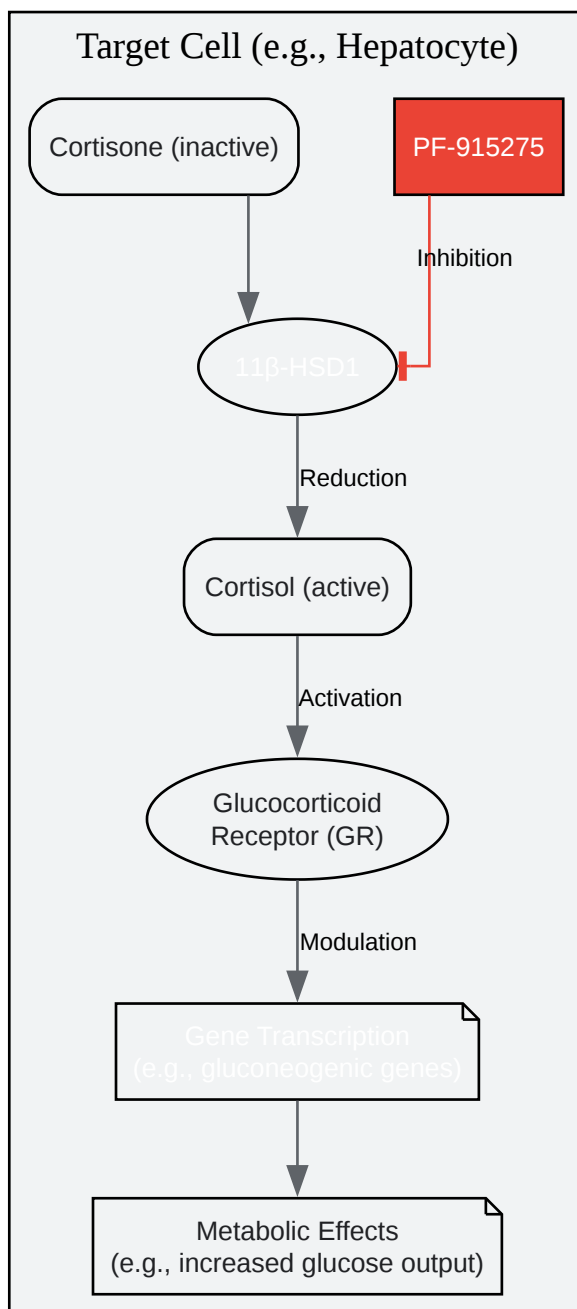 Target Cell (e.g., Hepatocyte)
Cortisone (inactive)
PF-915275
Inhibition
11β-HSD1
Reduction
Cortisol (active)
Activation
Glucocorticoid
Receptor (GR)
Modulation
Gene Transcription
(e.g., gluconeogenic genes)
Metabolic Effects
(e.g., increased glucose output)